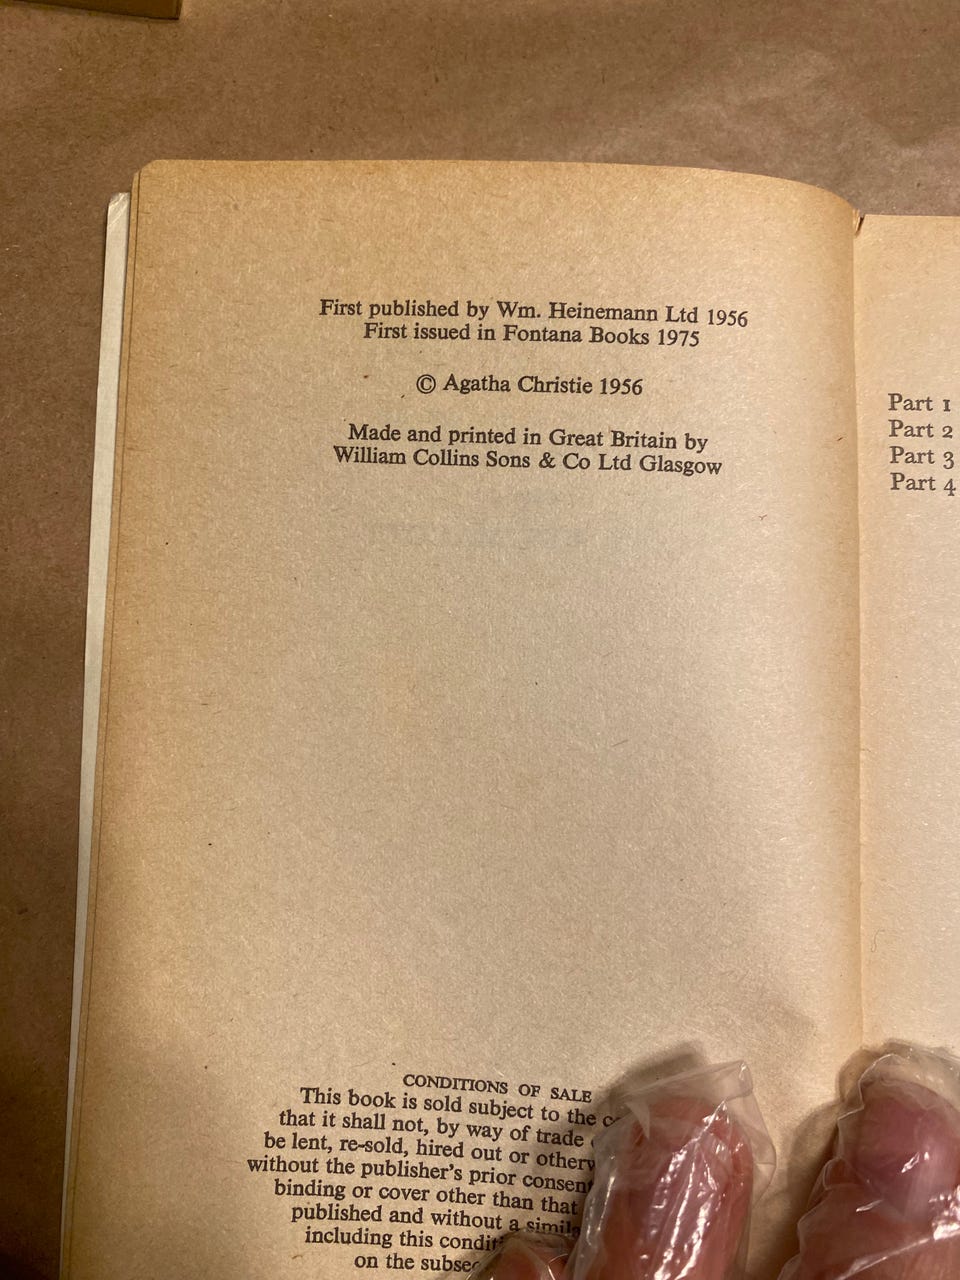 First published by Wm. Heinemann Ltd 1956
First issued in Fontana Books 1975
© Agatha Christie 1956
Made and printed in Great Britain by
William Collins Sons & Co Ltd Glasgow
CONDITIONS OF SALE
This book is sold subject to the
that it shall not, by way of trade
be lent, re-sold, hired out or
without the publisher's prior
binding or cover other than that
published and without a
including this
on the
Part 1
Part 2
Part 3
Part 4